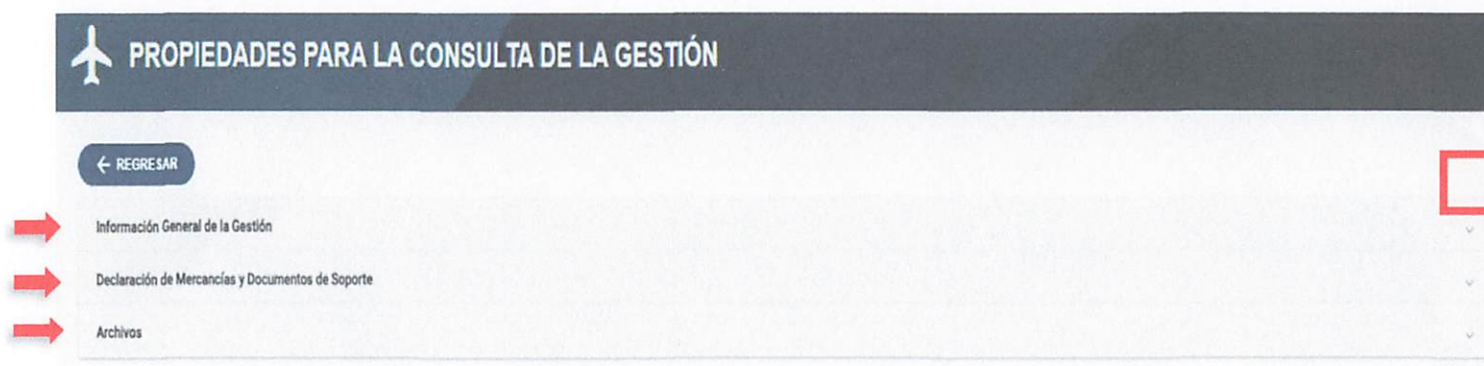 PROPIEDADES PARA LA CONSULTA DE LA GESTIÓN
← REGRESAR
Información General de la Gestión
Declaración de Mercancías y Documentos de Soporte
Archivos